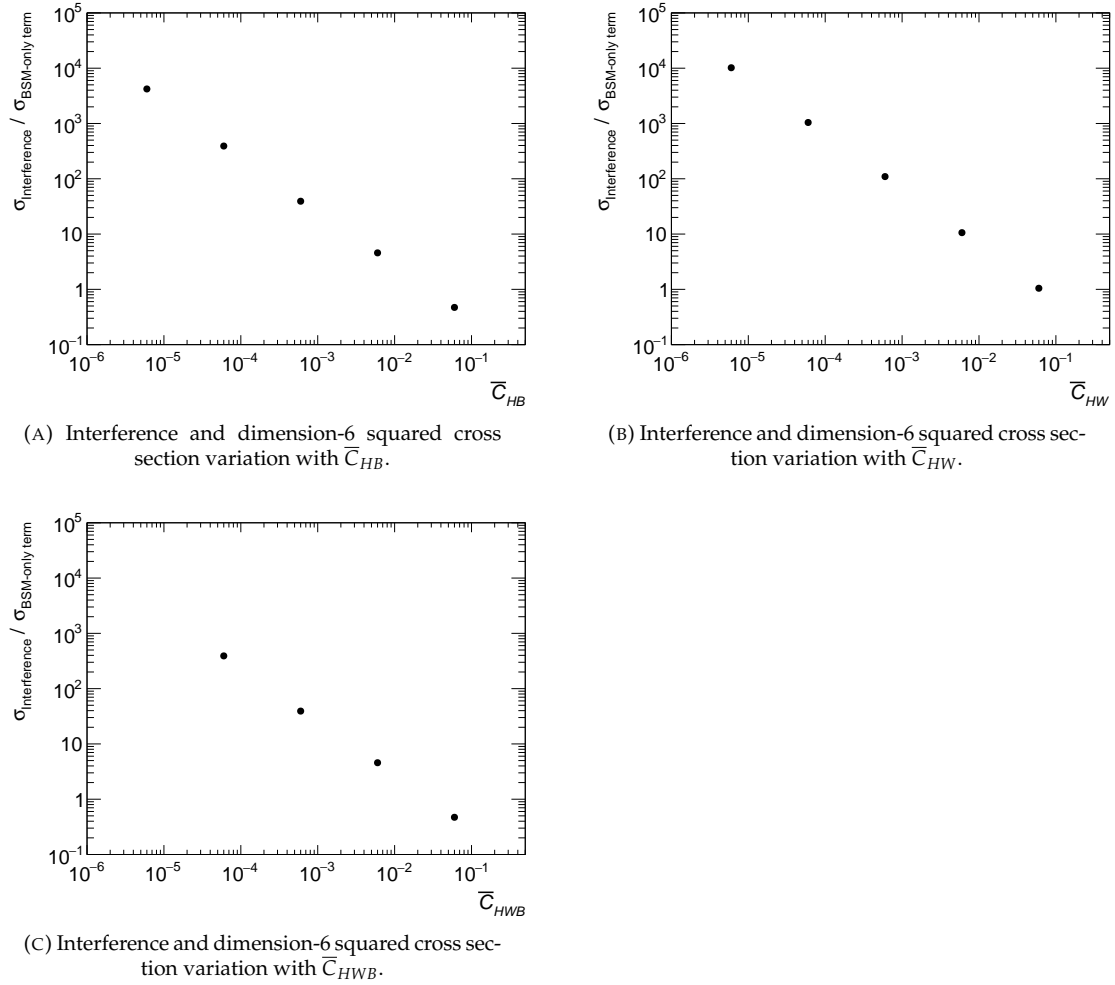 σ_Interference / σ_BSM-only term
10^5
10^4
10^3
10^2
10
1
10^−1
10^−6 10^−5 10^−4 10^−3 10^−2 10^−1
C̅_HB
(A) Interference and dimension-6 squared cross
section variation with C̅_HB.
σ_Interference / σ_BSM-only term
10^5
10^4
10^3
10^2
10
1
10^−1
10^−6 10^−5 10^−4 10^−3 10^−2 10^−1
C̅_HW
(B) Interference and dimension-6 squared cross sec-
tion variation with C̅_HW.
σ_Interference / σ_BSM-only term
10^5
10^4
10^3
10^2
10
1
10^−1
10^−6 10^−5 10^−4 10^−3 10^−2 10^−1
C̅_HWB
(C) Interference and dimension-6 squared cross sec-
tion variation with C̅_HWB.